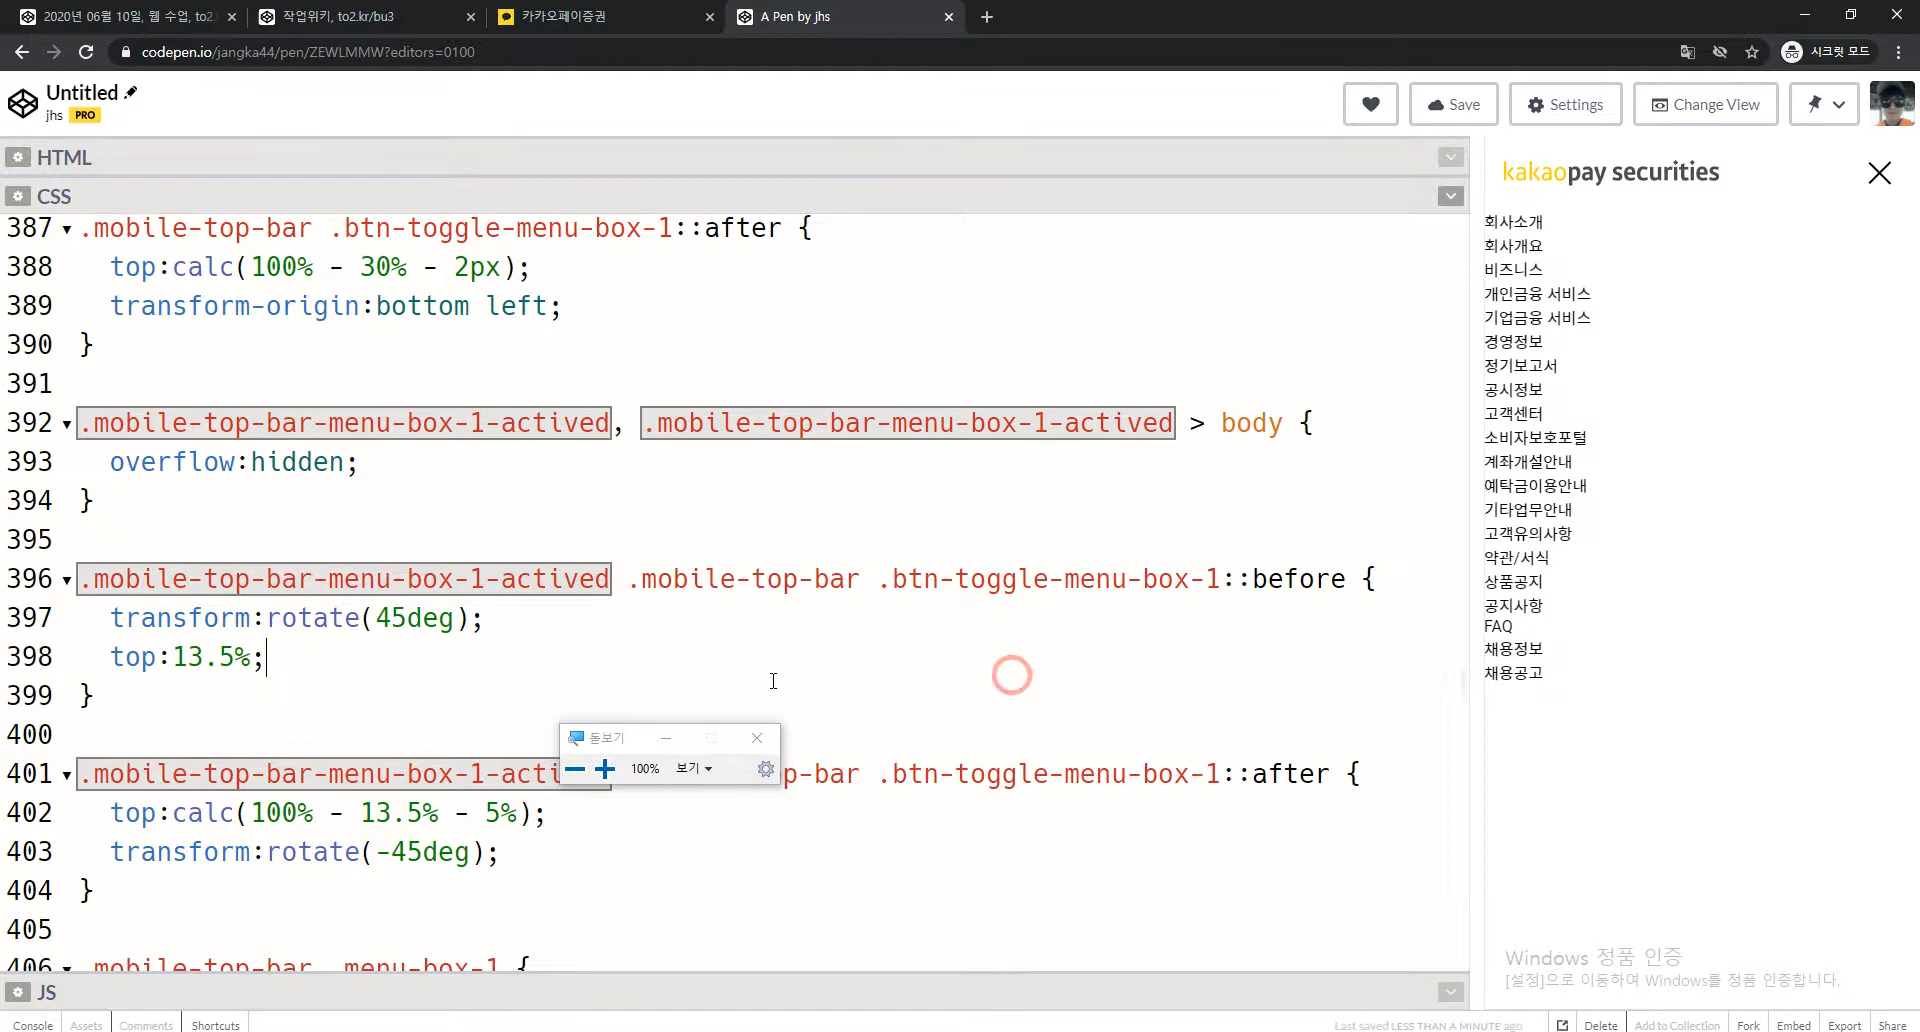 2020년 06월 10일, 웹 수업, to2.
작업위키, to2.kr/bu3
카카오페이증권
A Pen by jhs
codepen.io/jangka44/pen/ZEWLMMW?editors=0100
시크릿 모드
Untitled
jhs PRO
Save
Settings
Change View
HTML
CSS
387 .mobile-top-bar .btn-toggle-menu-box-1::after {
388 top:calc(100% - 30% - 2px);
389 transform-origin:bottom left;
390 }
391
392 .mobile-top-bar-menu-box-1-actived, .mobile-top-bar-menu-box-1-actived > body {
393 overflow:hidden;
394 }
395
396 .mobile-top-bar-menu-box-1-actived .mobile-top-bar .btn-toggle-menu-box-1::before {
397 transform:rotate(45deg);
398 top:13.5%;
399 }
400
401 .mobile-top-bar-menu-box-1-acti p-bar .btn-toggle-menu-box-1::after {
402 top:calc(100% - 13.5% - 5%);
403 transform:rotate(-45deg);
404 }
405
406 .mobile-top-bar .menu-box-1 {
돋보기
100% 보기
JS
kakaopay securities
회사소개
회사개요
비즈니스
개인금융 서비스
기업금융 서비스
경영정보
정기보고서
공시정보
고객센터
소비자보호포털
계좌개설안내
예탁금이용안내
기타업무안내
고객유의사항
약관/서식
상품공지
공지사항
FAQ
채용정보
채용공고
Windows 정품 인증
[설정]으로 이동하여 Windows를 정품 인증합니다.
Console
Assets
Comments
Shortcuts
Last saved LESS THAN A MINUTE ago
Delete
Add to Collection
Fork
Embed
Export
Share